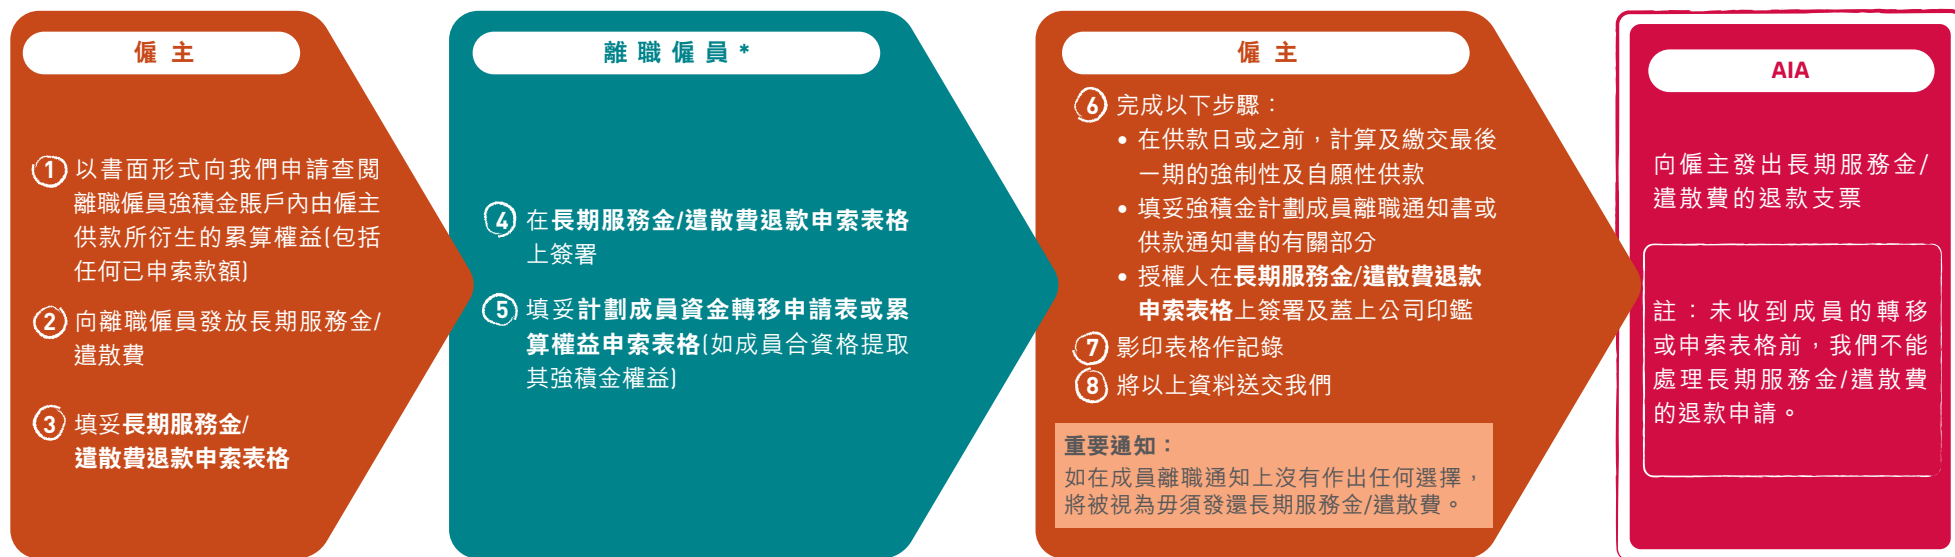 僱主
1 以書面形式向我們申請查閱
離職僱員強積金賬戶內由僱主
供款所衍生的累算權益(包括
任何已申索款額)
2 向離職僱員發放長期服務金/
遣散費
3 填妥長期服務金/
遣散費退款申索表格
離職僱員*
4 在長期服務金/遣散費退款申索表格
上簽署
5 填妥計劃成員資金轉移申請表或累
算權益申索表格(如成員合資格提取
其強積金權益)
僱主
6 完成以下步驟：
• 在供款日或之前，計算及繳交最後
一期的強制性及自願性供款
• 填妥強積金計劃成員離職通知書或
供款通知書的有關部分
• 授權人在長期服務金/遣散費退款
申索表格上簽署及蓋上公司印鑑
7 影印表格作記錄
8 將以上資料送交我們
重要通知：
如在成員離職通知上沒有作出任何選擇，
將被視為毋須發還長期服務金/遣散費。
AIA
向僱主發出長期服務金/
遣散費的退款支票
註：未收到成員的轉移
或申索表格前，我們不能
處理長期服務金/遣散費
的退款申請。